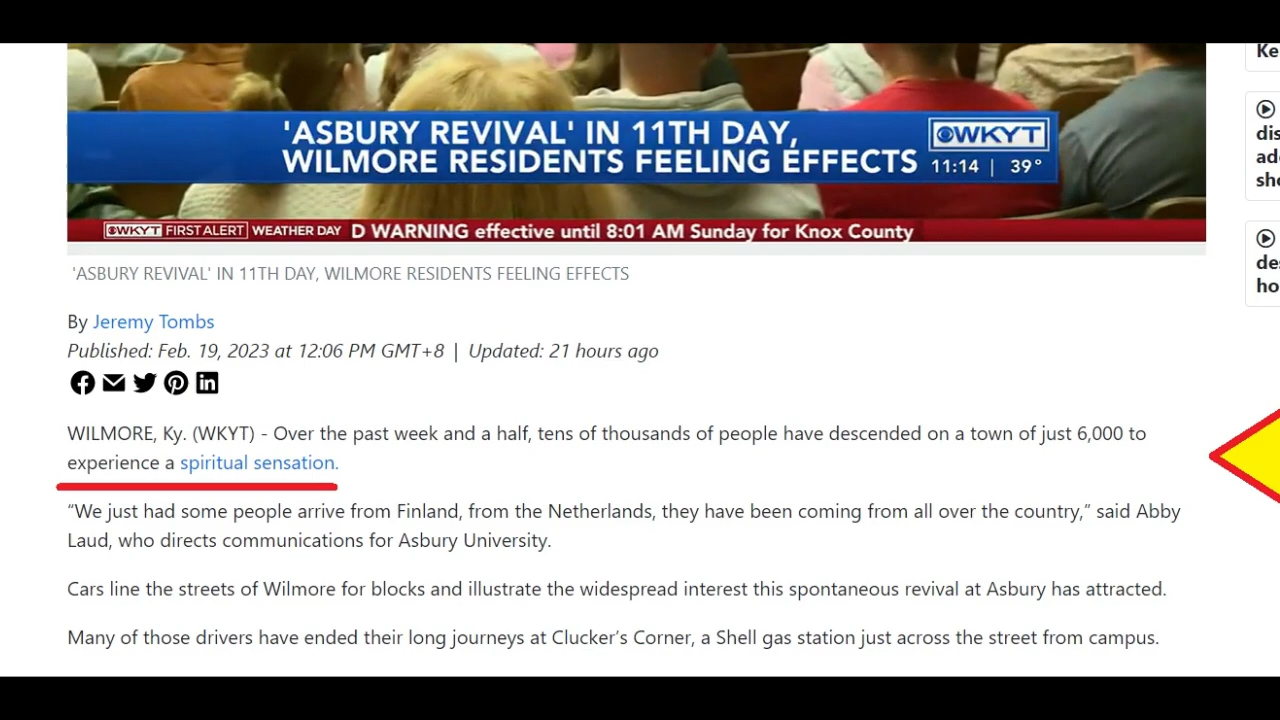 'ASBURY REVIVAL' IN 11TH DAY,
WILMORE RESIDENTS FEELING EFFECTS
WKYT
11:14 | 39°
WKYT FIRST ALERT WEATHER DAY D WARNING effective until 8:01 AM Sunday for Knox County
'ASBURY REVIVAL' IN 11TH DAY, WILMORE RESIDENTS FEELING EFFECTS
By Jeremy Tombs
Published: Feb. 19, 2023 at 12:06 PM GMT+8 | Updated: 21 hours ago
WILMORE, Ky. (WKYT) - Over the past week and a half, tens of thousands of people have descended on a town of just 6,000 to
experience a spiritual sensation.
“We just had some people arrive from Finland, from the Netherlands, they have been coming from all over the country,” said Abby
Laud, who directs communications for Asbury University.
Cars line the streets of Wilmore for blocks and illustrate the widespread interest this spontaneous revival at Asbury has attracted.
Many of those drivers have ended their long journeys at Clucker’s Corner, a Shell gas station just across the street from campus.
Ke
dis
ade
sho
des
ho